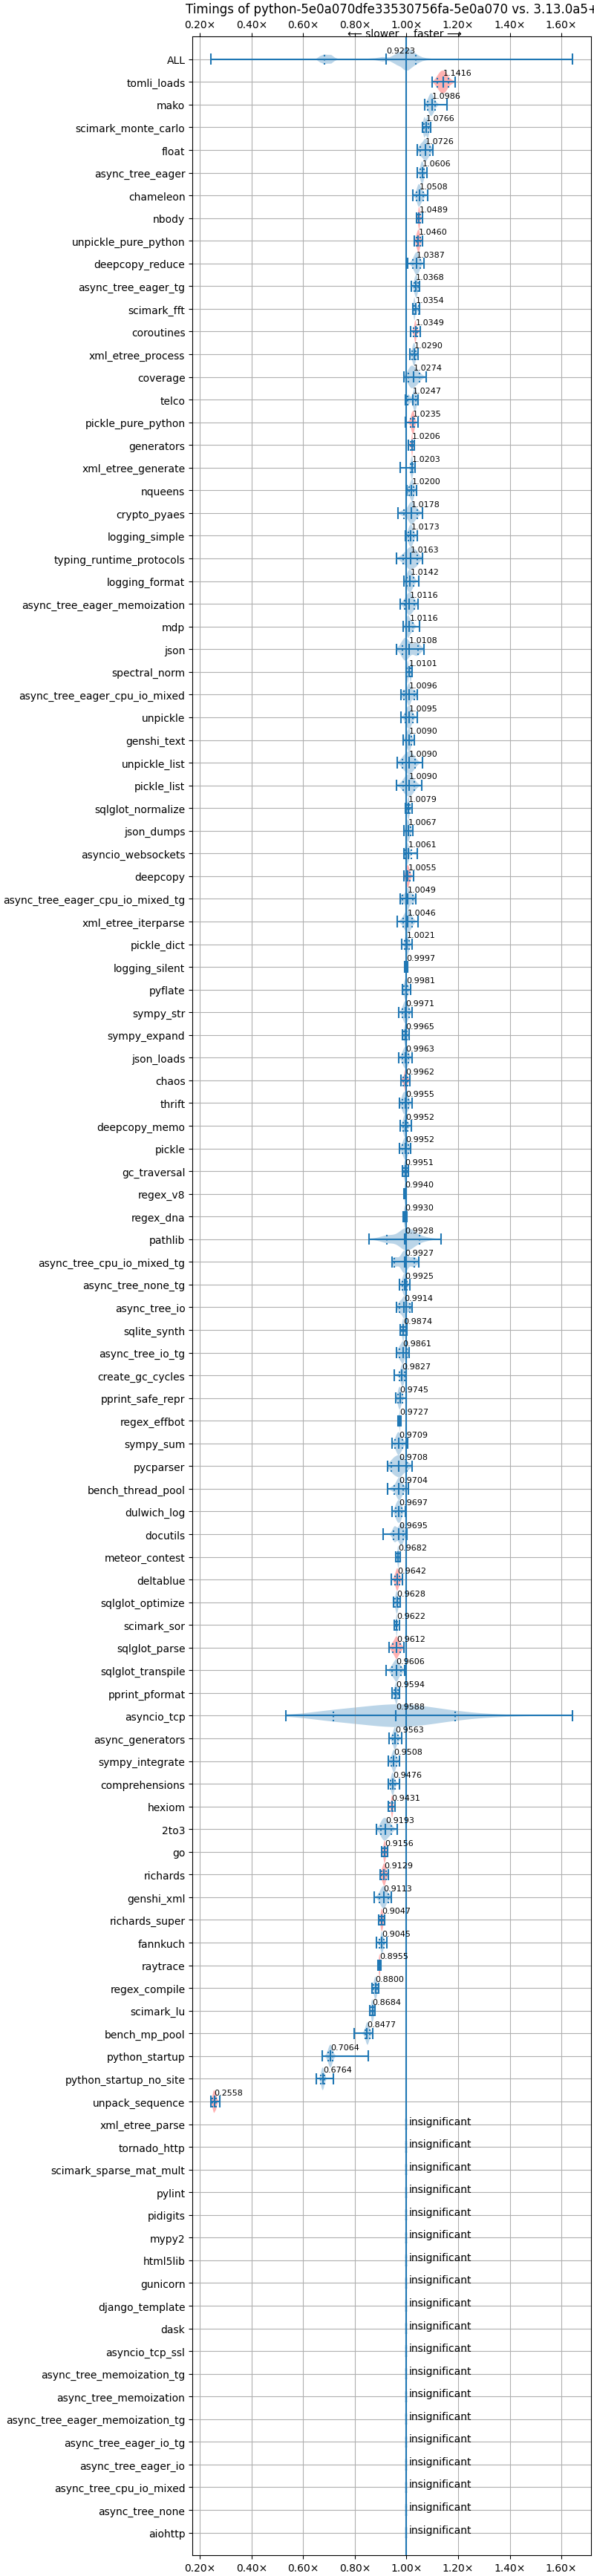 Timings of python-5e0a070dfe33530756fa-5e0a070 vs. 3.13.0a5+
0.20× 0.40× 0.60× 0.80× 1.00× 1.20× 1.40× 1.60×
⟵ slower faster ⟶
ALL 0.9223
tomli_loads 1.1416
mako 1.0986
scimark_monte_carlo 1.0766
float 1.0726
async_tree_eager 1.0606
chameleon 1.0508
nbody 1.0489
unpickle_pure_python 1.0460
deepcopy_reduce 1.0387
async_tree_eager_tg 1.0368
scimark_fft 1.0354
coroutines 1.0349
xml_etree_process 1.0290
coverage 1.0274
telco 1.0247
pickle_pure_python 1.0235
generators 1.0206
xml_etree_generate 1.0203
nqueens 1.0200
crypto_pyaes 1.0178
logging_simple 1.0173
typing_runtime_protocols 1.0163
logging_format 1.0142
async_tree_eager_memoization 1.0116
mdp 1.0116
json 1.0108
spectral_norm 1.0101
async_tree_eager_cpu_io_mixed 1.0096
unpickle 1.0095
genshi_text 1.0090
unpickle_list 1.0090
pickle_list 1.0090
sqlglot_normalize 1.0079
json_dumps 1.0067
asyncio_websockets 1.0061
deepcopy 1.0055
async_tree_eager_cpu_io_mixed_tg 1.0049
xml_etree_iterparse 1.0046
pickle_dict 1.0021
logging_silent 0.9997
pyflate 0.9981
sympy_str 0.9971
sympy_expand 0.9965
json_loads 0.9963
chaos 0.9962
thrift 0.9955
deepcopy_memo 0.9952
pickle 0.9952
gc_traversal 0.9951
regex_v8 0.9940
regex_dna 0.9930
pathlib 0.9928
async_tree_cpu_io_mixed_tg 0.9927
async_tree_none_tg 0.9925
async_tree_io 0.9914
sqlite_synth 0.9874
async_tree_io_tg 0.9861
create_gc_cycles 0.9827
pprint_safe_repr 0.9745
regex_effbot 0.9727
sympy_sum 0.9709
pycparser 0.9708
bench_thread_pool 0.9704
dulwich_log 0.9697
docutils 0.9695
meteor_contest 0.9682
deltablue 0.9642
sqlglot_optimize 0.9628
scimark_sor 0.9622
sqlglot_parse 0.9612
sqlglot_transpile 0.9606
pprint_pformat 0.9594
asyncio_tcp 0.9588
async_generators 0.9563
sympy_integrate 0.9508
comprehensions 0.9476
hexiom 0.9431
2to3 0.9193
go 0.9156
richards 0.9129
genshi_xml 0.9113
richards_super 0.9047
fannkuch 0.9045
raytrace 0.8955
regex_compile 0.8800
scimark_lu 0.8684
bench_mp_pool 0.8477
python_startup 0.7064
python_startup_no_site 0.6764
unpack_sequence 0.2558
xml_etree_parse insignificant
tornado_http insignificant
scimark_sparse_mat_mult insignificant
pylint insignificant
pidigits insignificant
mypy2 insignificant
html5lib insignificant
gunicorn insignificant
django_template insignificant
dask insignificant
asyncio_tcp_ssl insignificant
async_tree_memoization_tg insignificant
async_tree_memoization insignificant
async_tree_eager_memoization_tg insignificant
async_tree_eager_io_tg insignificant
async_tree_eager_io insignificant
async_tree_cpu_io_mixed insignificant
async_tree_none insignificant
aiohttp insignificant
0.20× 0.40× 0.60× 0.80× 1.00× 1.20× 1.40× 1.60×